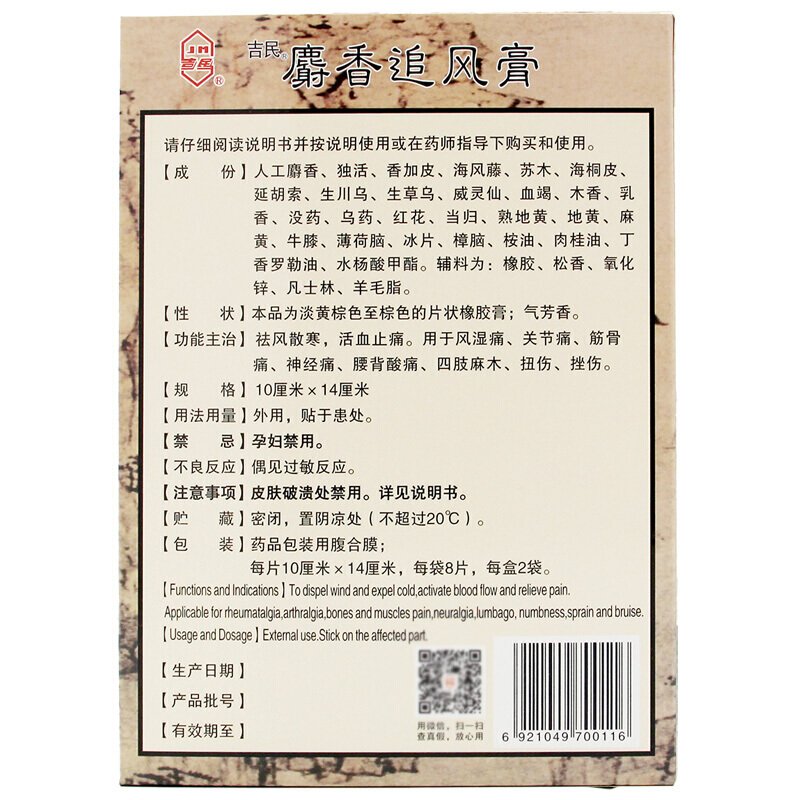 JM
吉民
®
吉民® 麝香追风膏
请仔细阅读说明书并按说明使用或在药师指导下购买和使用。
【成 份】人工麝香、独活、香加皮、海风藤、苏木、海桐皮、
延胡索、生川乌、生草乌、威灵仙、血竭、木香、乳
香、没药、乌药、红花、当归、熟地黄、地黄、麻
黄、牛膝、薄荷脑、冰片、樟脑、桉油、肉桂油、丁
香罗勒油、水杨酸甲酯。辅料为：橡胶、松香、氧化
锌、凡士林、羊毛脂。
【性 状】本品为淡黄棕色至棕色的片状橡胶膏；气芳香。
【功能主治】祛风散寒，活血止痛。用于风湿痛、关节痛、筋骨
痛、神经痛、腰背酸痛、四肢麻木、扭伤、挫伤。
【规 格】10厘米×14厘米
【用法用量】外用，贴于患处。
【禁 忌】孕妇禁用。
【不良反应】偶见过敏反应。
【注意事项】皮肤破溃处禁用。详见说明书。
【贮 藏】密闭，置阴凉处（不超过20℃）。
【包 装】药品包装用腹合膜；
每片10厘米×14厘米，每袋8片，每盒2袋。
【Functions and Indications】To dispel wind and expel cold,activate blood flow and relieve pain.
Applicable for rheumatalgia,arthralgia,bones and muscles pain,neuralgia,lumbago, numbness,sprain and bruise.
【Usage and Dosage】External use.Stick on the affected part.
【生产日期】
【产品批号】
【有效期至】
用微信，扫一扫
查真假，放心用
6 921049 700116